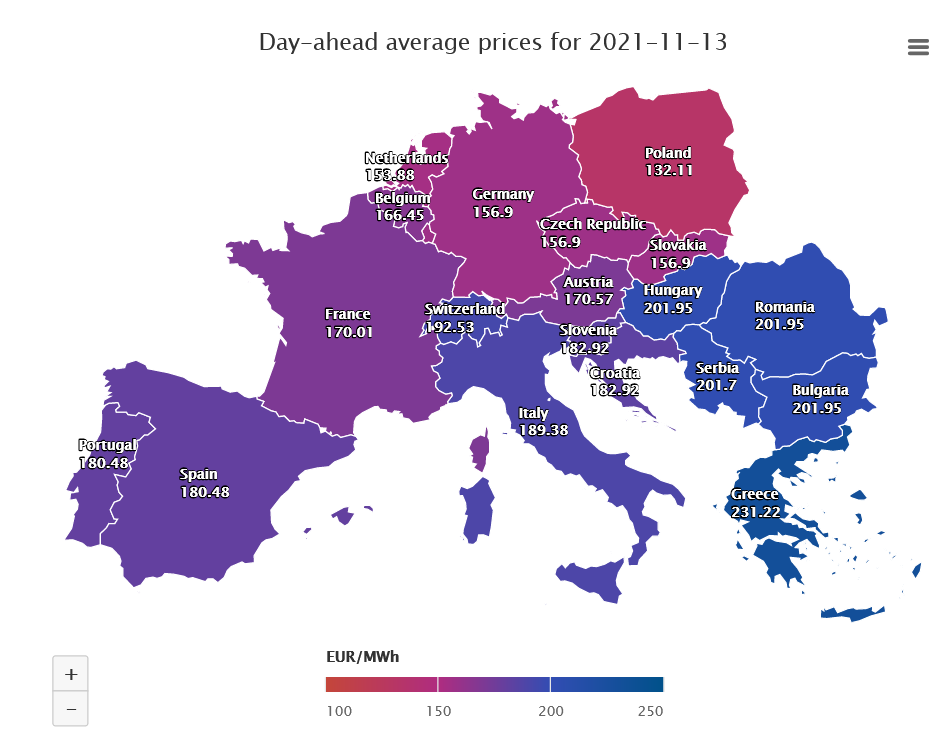 Day-ahead average prices for 2021-11-13
Netherlands
153.88
Poland
132.11
Belgium
166.45
Germany
156.9
Czech Republic
156.9
Slovakia
156.9
Austria
170.57
Hungary
201.95
France
170.01
Switzerland
192.53
Romania
201.95
Slovenia
182.92
Croatia
182.92
Serbia
201.7
Bulgaria
201.95
Italy
189.38
Portugal
180.48
Spain
180.48
Greece
231.22
EUR/MWh
100
150
200
250
+
−